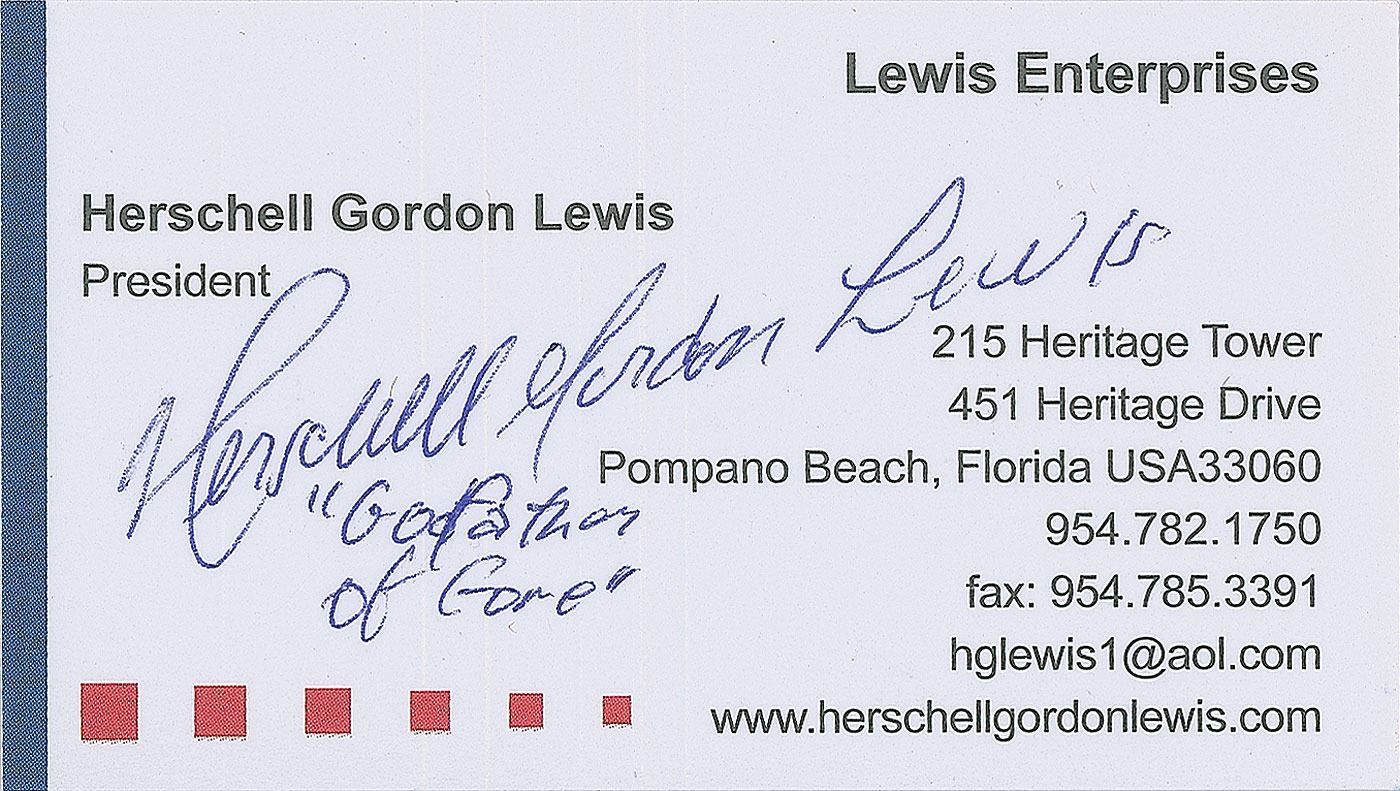 Lewis Enterprises
Herschell Gordon Lewis
President
Herschell Gordon Lewis
"Godfather
of Gore"
215 Heritage Tower
451 Heritage Drive
Pompano Beach, Florida USA33060
954.782.1750
fax: 954.785.3391
hglewis1@aol.com
www.herschellgordonlewis.com